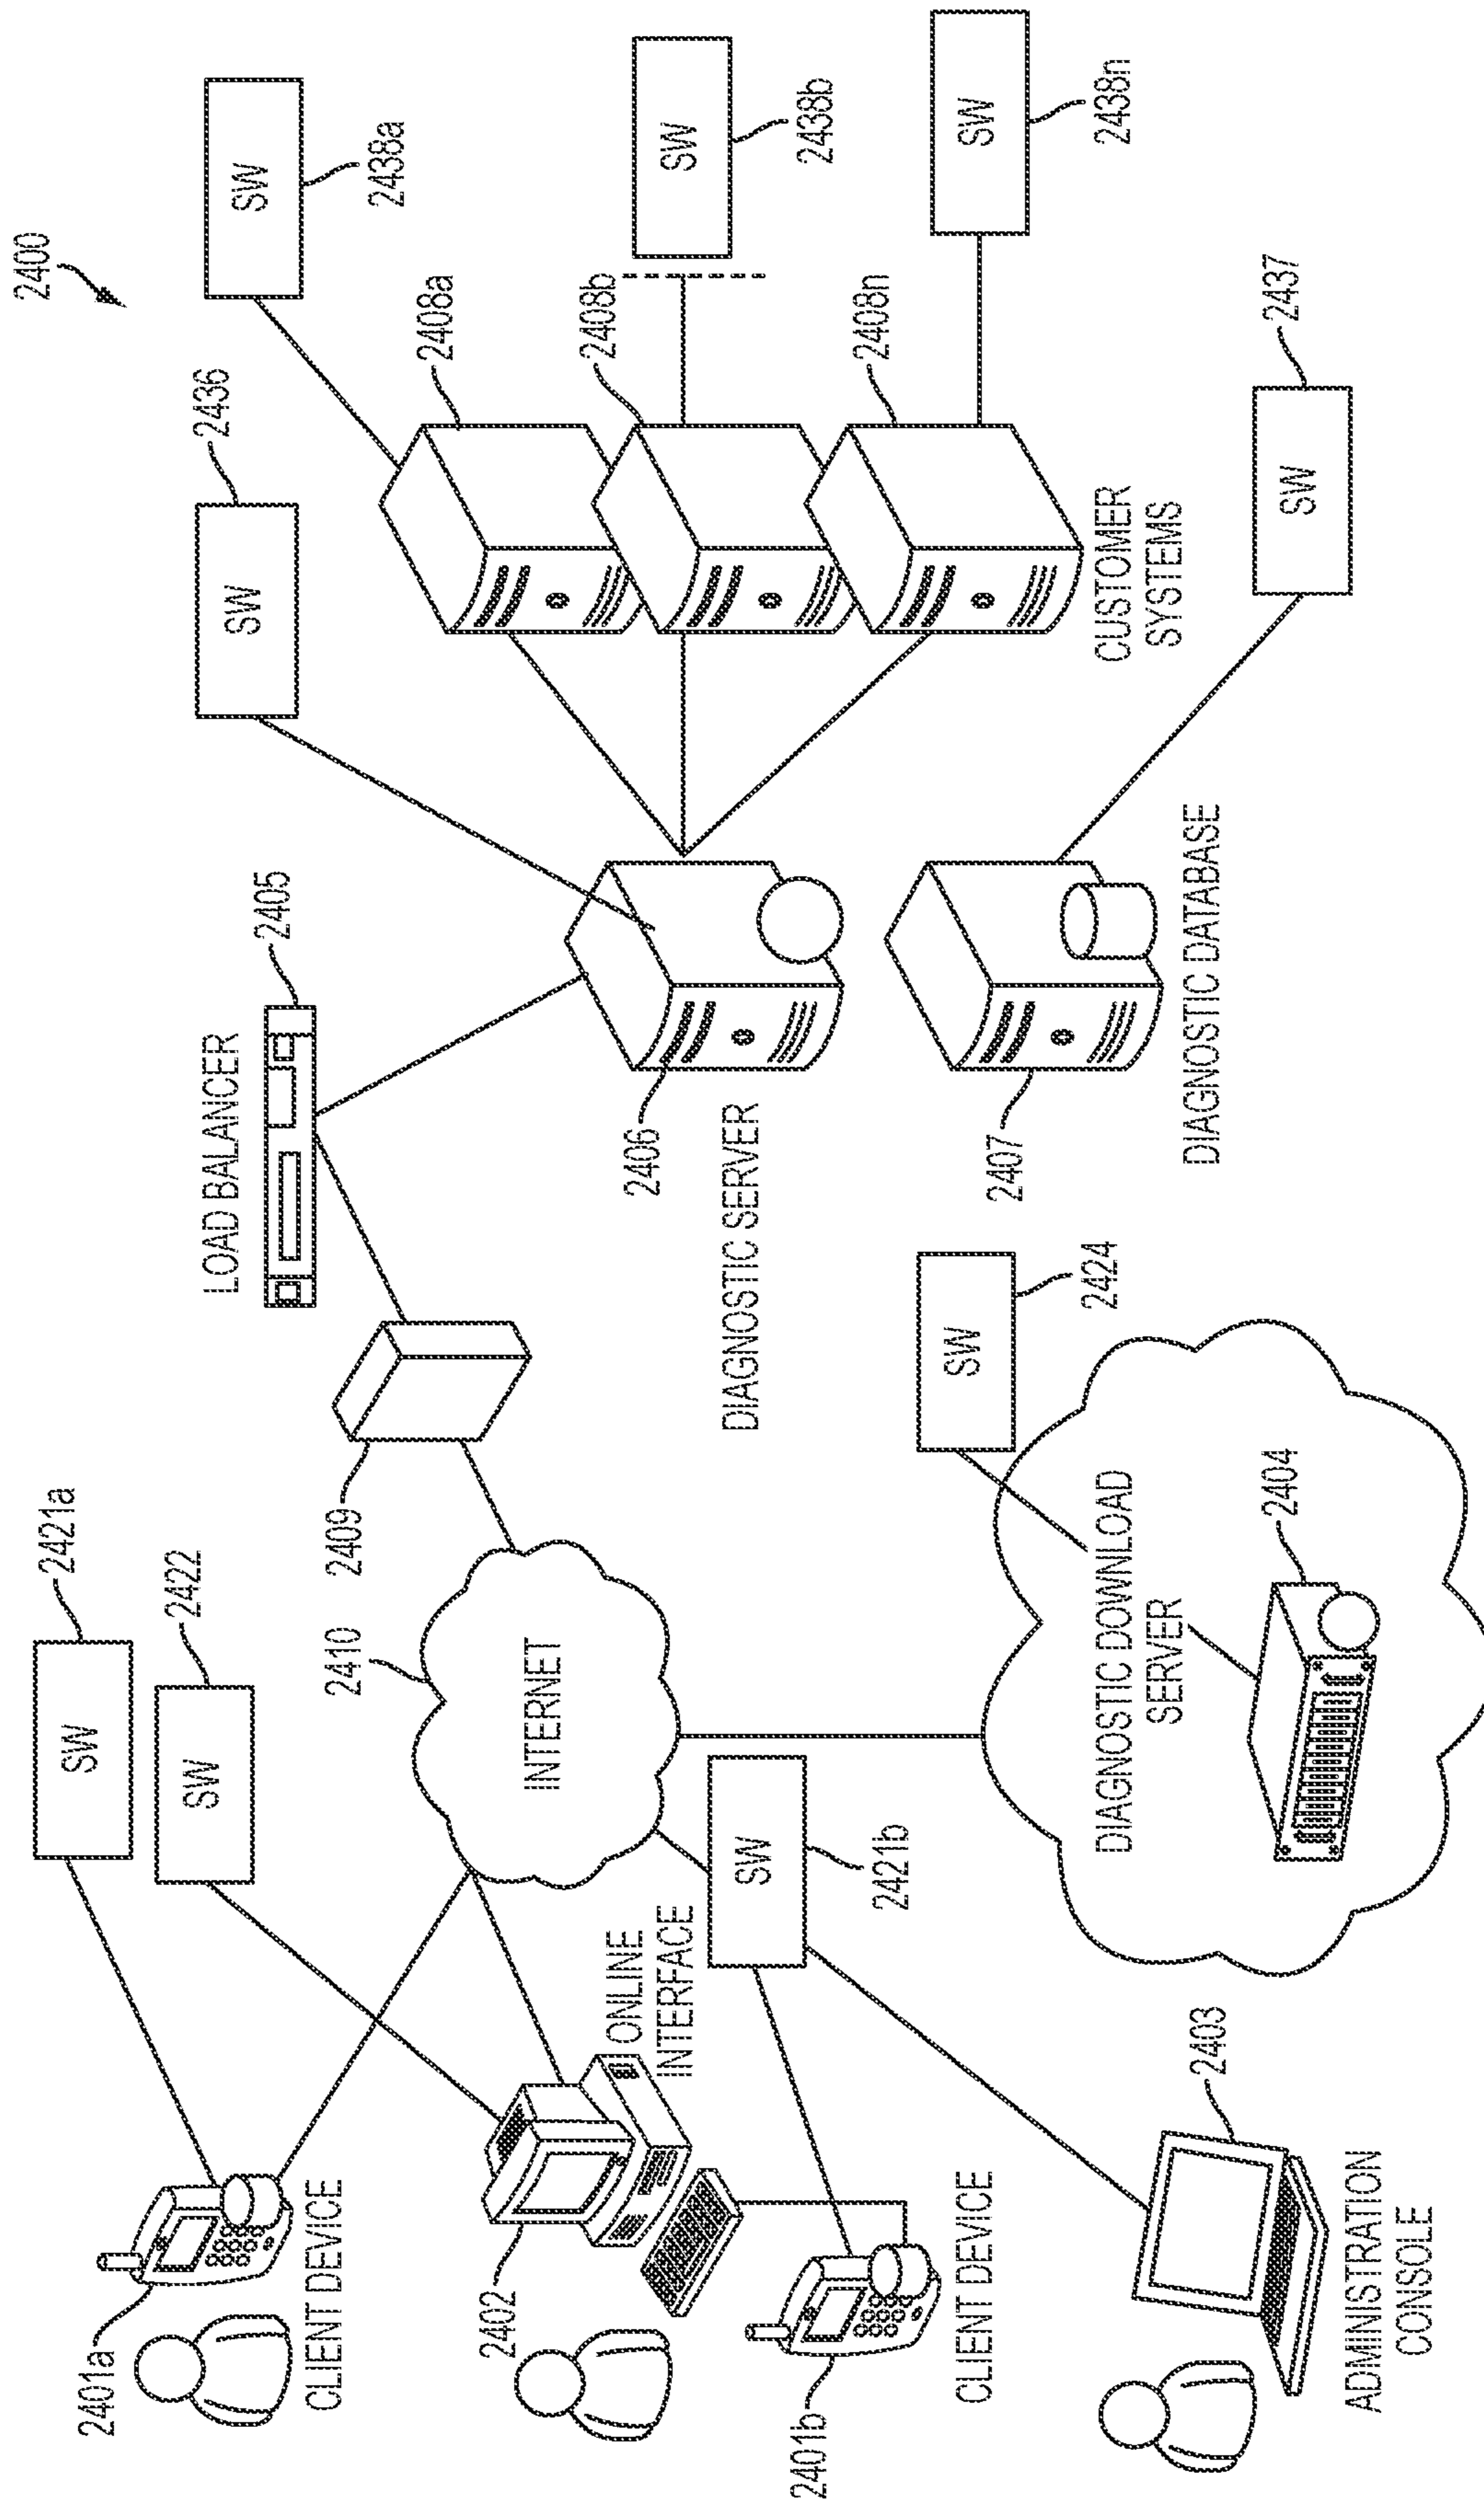 2400
SW
2421a
SW
2422
LOAD BALANCER
2405
SW
2436
SW
2438a
2401a
CLIENT DEVICE
2410
INTERNET
2409
2408a
2408b
2408n
SW
2438b
SW
2438n
2402
ONLINE
INTERFACE
2406
DIAGNOSTIC SERVER
CUSTOMER
SYSTEMS
SW
2421b
2401b
CLIENT DEVICE
SW
2424
2407
DIAGNOSTIC DATABASE
SW
2437
DIAGNOSTIC DOWNLOAD
SERVER
2404
2403
ADMINISTRATION
CONSOLE